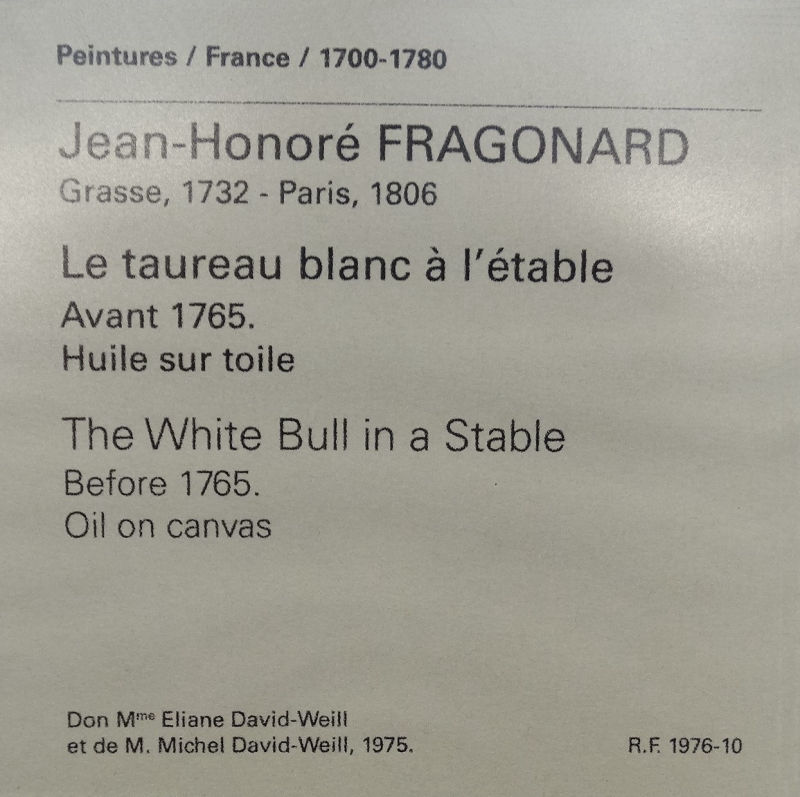 Peintures / France / 1700-1780
Jean-Honoré FRAGONARD
Grasse, 1732 - Paris, 1806
Le taureau blanc à l'étable
Avant 1765.
Huile sur toile
The White Bull in a Stable
Before 1765.
Oil on canvas
Don Mme Eliane David-Weill
et de M. Michel David-Weill, 1975.
R.F. 1976-10